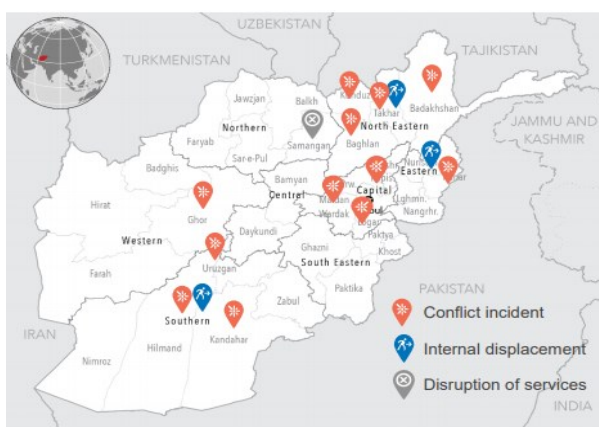 UZBEKISTAN
TAJIKISTAN
TURKMENISTAN
JAMMU AND
KASHMIR
Jawzjan
Balkh
Takhar
Badakhshan
Northern
North Eastern
Faryab
Samangan
Baghlan
Sar-e-Pul
Badghis
Bamyan
Eastern
Central
Capital
Hirat
Ghor
Wardak
Lghmn.
Nangrhr.
Daykundi
Logar
Paktya
Western
Ghazni
Khost
Uruzgan
South Eastern
Farah
Paktika
PAKISTAN
Zabul
Southern
Conflict incident
IRAN
Hilmand
Kandahar
Nimroz
Internal displacement
Disruption of services
INDIA